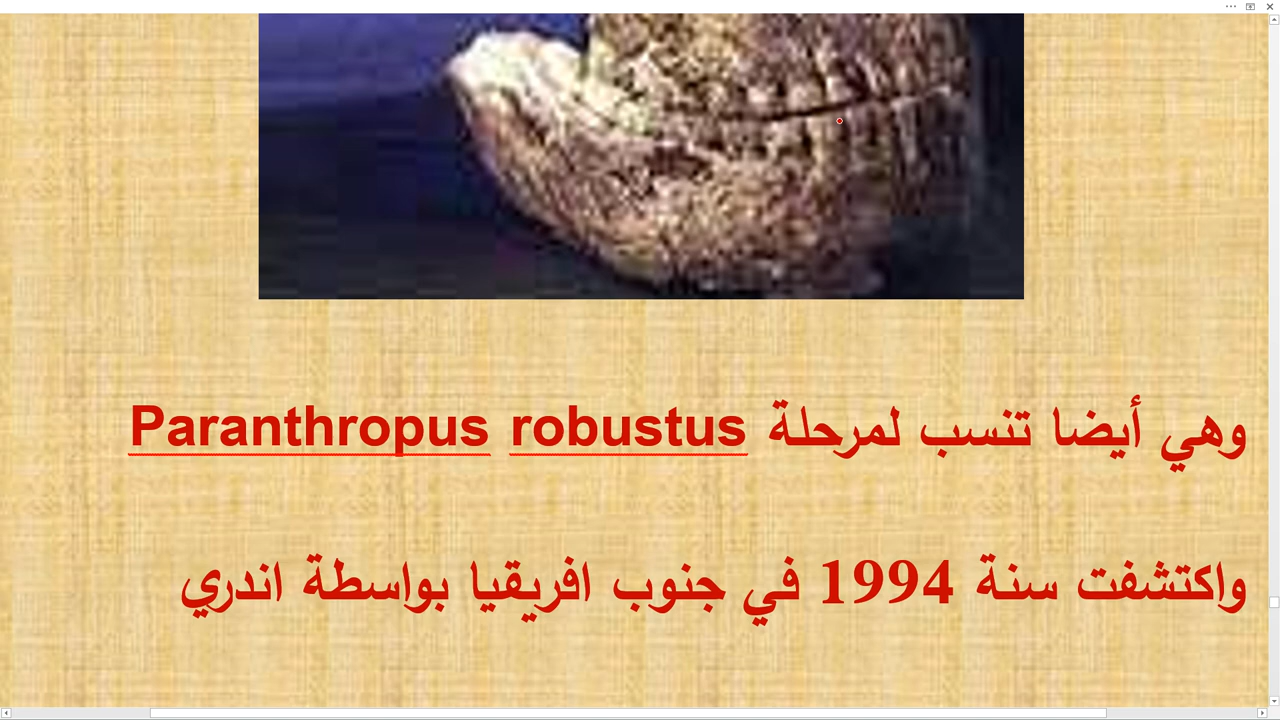 وهي أيضا تنسب لمرحلة Paranthropus robustus
واكتشفت سنة 1994 في جنوب افريقيا بواسطة اندري